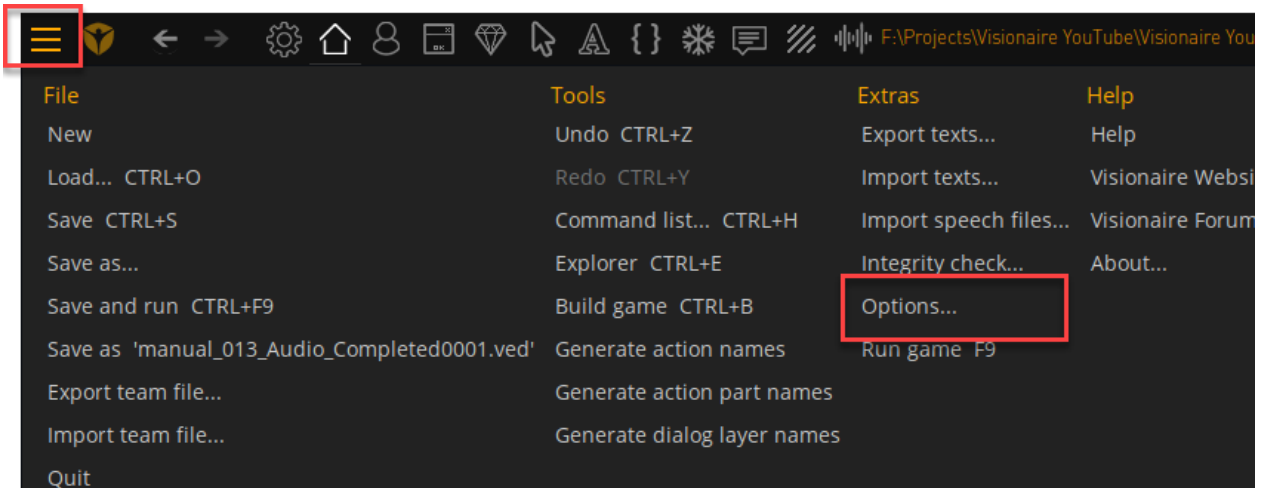 F:\Projects\Visionaire YouTube\Visionaire You
File
New
Load... CTRL+O
Save CTRL+S
Save as...
Save and run CTRL+F9
Save as 'manual_013_Audio_Completed0001.ved'
Export team file...
Import team file...
Quit
Tools
Undo CTRL+Z
Redo CTRL+Y
Command list... CTRL+H
Explorer CTRL+E
Build game CTRL+B
Generate action names
Generate action part names
Generate dialog layer names
Extras
Export texts...
Import texts...
Import speech files...
Integrity check...
Options...
Run game F9
Help
Help
Visionaire Websi
Visionaire Forum
About...